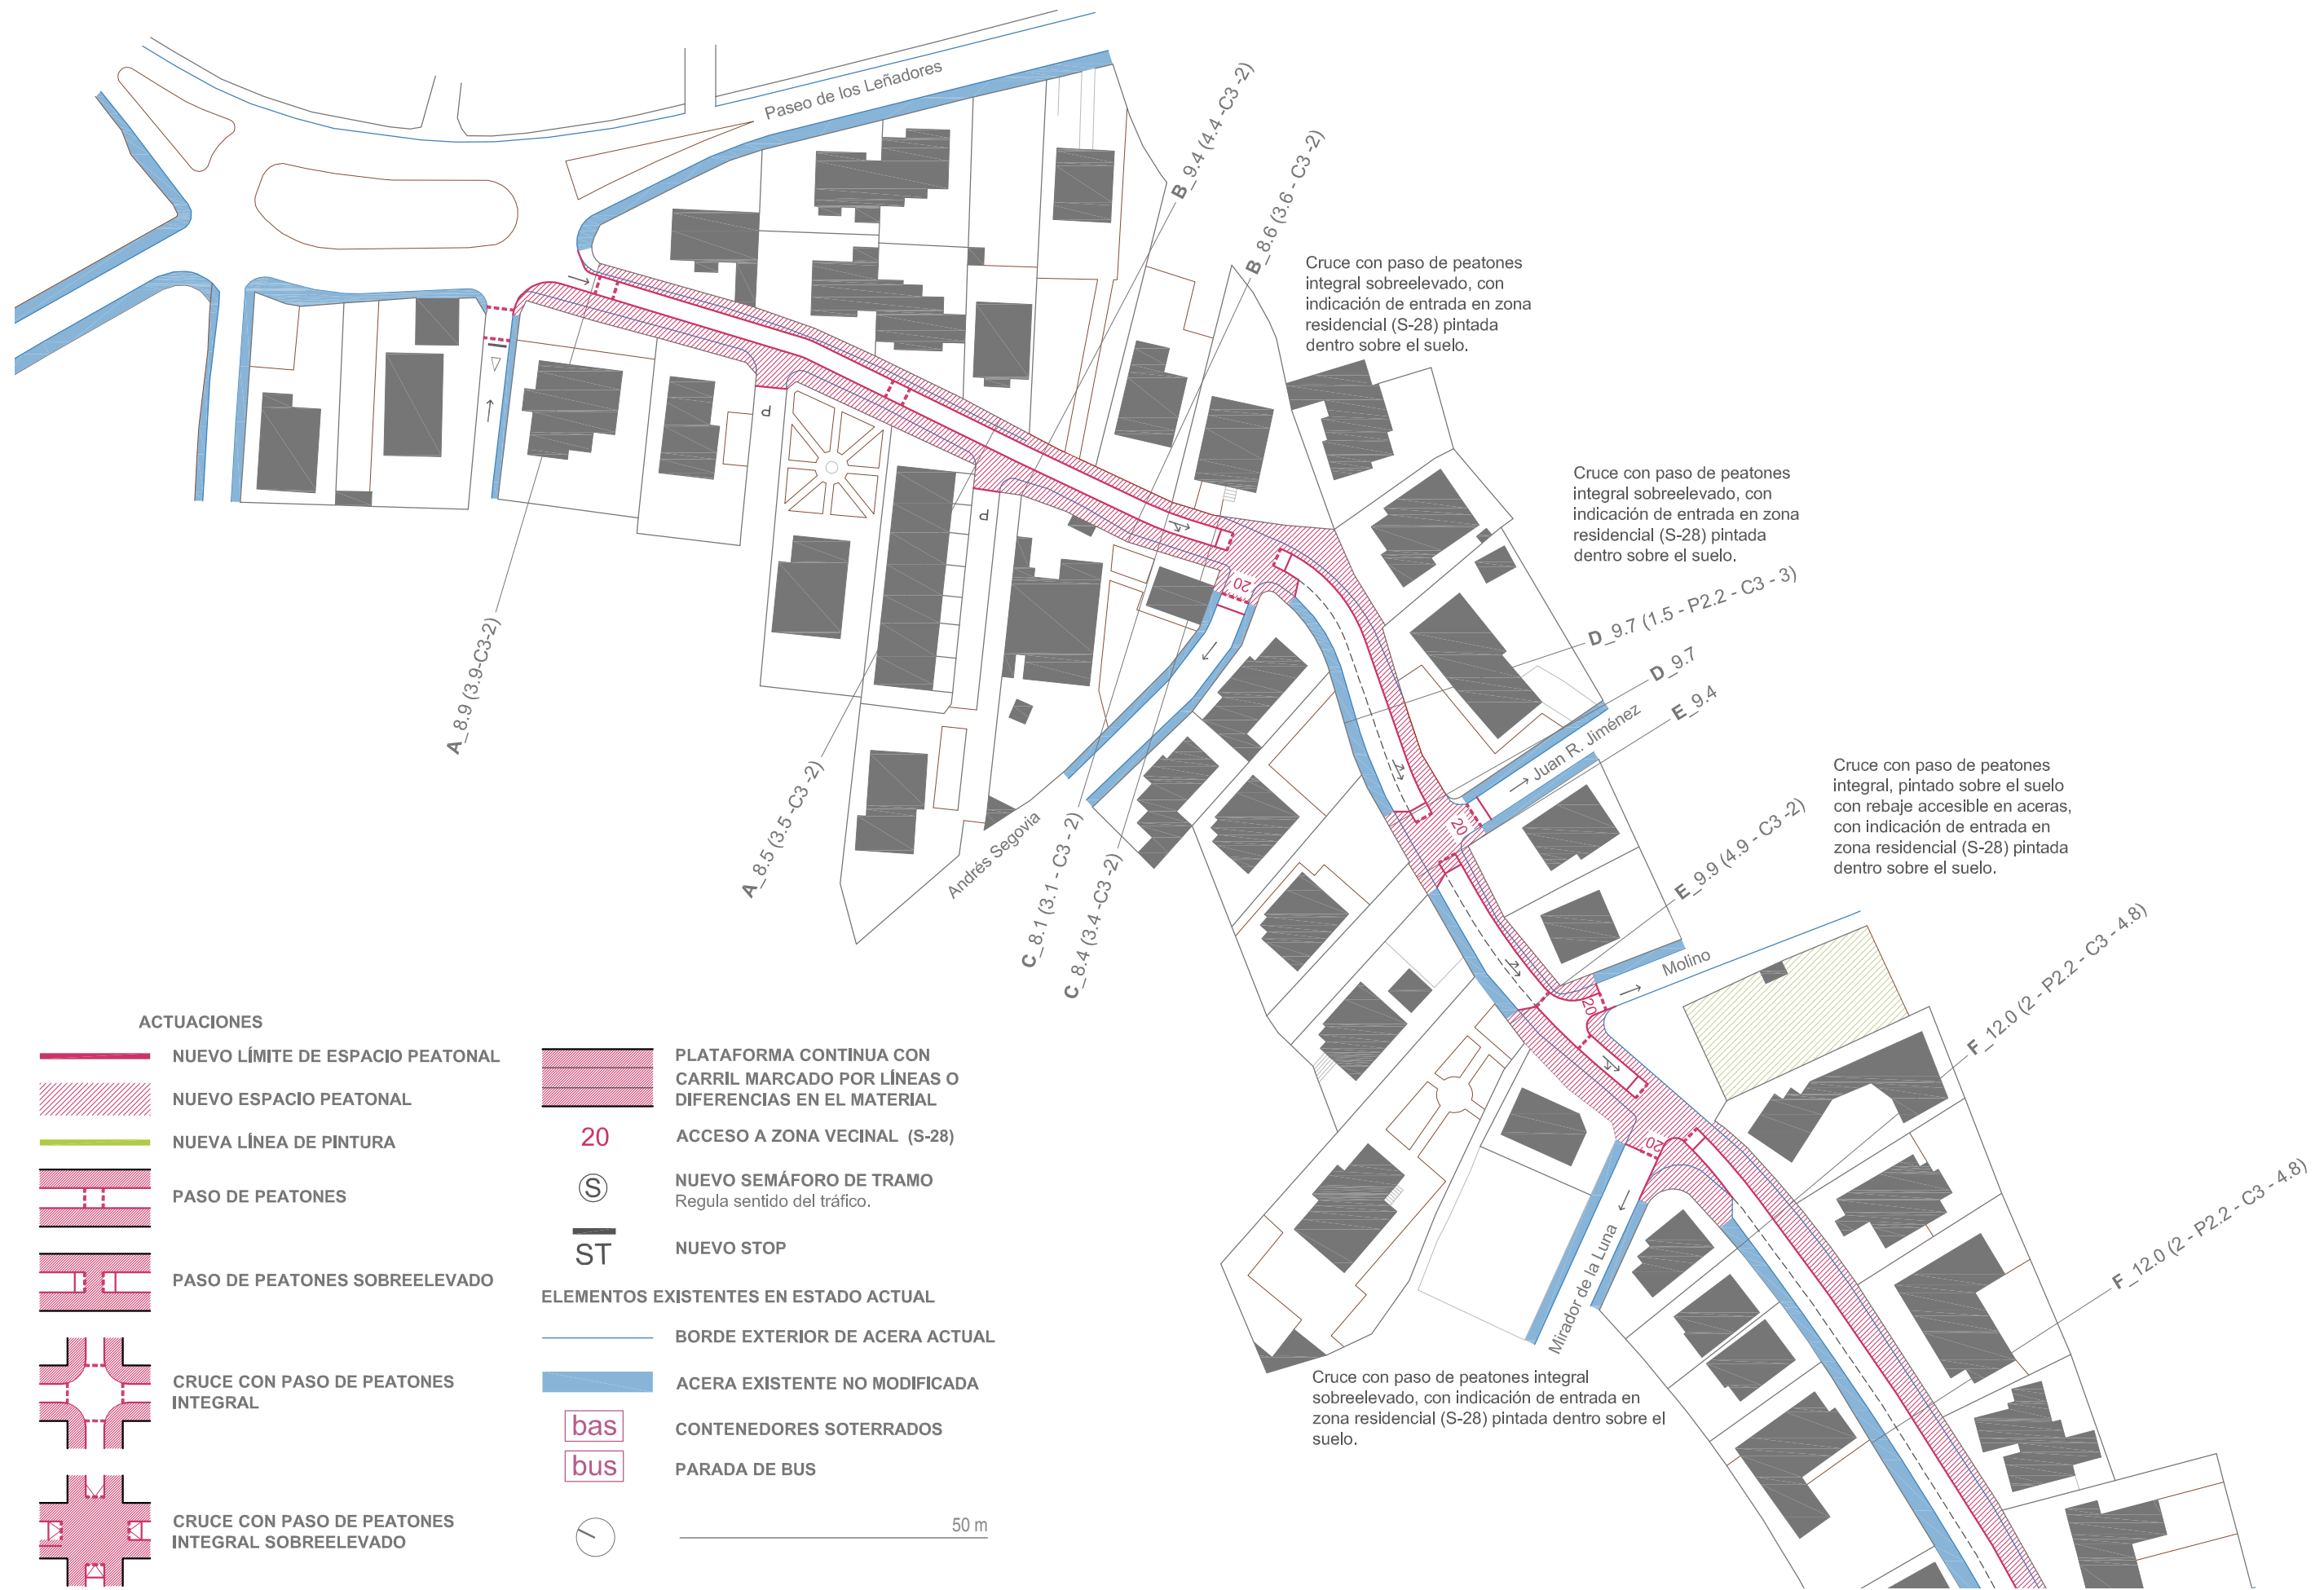 Paseo de los Leñadores
B_9.4 (4.4 -C3 -2)
B_8.6 (3.6 - C3 -2)
Cruce con paso de peatones
integral sobreelevado, con
indicación de entrada en zona
residencial (S-28) pintada
dentro sobre el suelo.
Cruce con paso de peatones
integral sobreelevado, con
indicación de entrada en zona
residencial (S-28) pintada
dentro sobre el suelo.
P
P
20
D_9.7 (1.5 - P2.2 - C3 - 3)
D_9.7
E_9.4
Juan R. Jiménez
A_8.9 (3.9-C3-2)
A_8.5 (3.5 -C3 -2)
Andrés Segovia
C_8.1 (3.1 - C3 - 2)
C_8.4 (3.4 -C3 -2)
20
Cruce con paso de peatones
integral, pintado sobre el suelo
con rebaje accesible en aceras,
con indicación de entrada en
zona residencial (S-28) pintada
dentro sobre el suelo.
E_9.9 (4.9 - C3 -2)
Molino
20
F_12.0 (2 - P2.2 - C3 - 4.8)
20
F_12.0 (2 - P2.2 - C3 - 4.8)
Mirador de la Luna
Cruce con paso de peatones integral
sobreelevado, con indicación de entrada en
zona residencial (S-28) pintada dentro sobre el
suelo.
ACTUACIONES
NUEVO LÍMITE DE ESPACIO PEATONAL
NUEVO ESPACIO PEATONAL
NUEVA LÍNEA DE PINTURA
PASO DE PEATONES
PASO DE PEATONES SOBREELEVADO
CRUCE CON PASO DE PEATONES
INTEGRAL
CRUCE CON PASO DE PEATONES
INTEGRAL SOBREELEVADO
PLATAFORMA CONTINUA CON
CARRIL MARCADO POR LÍNEAS O
DIFERENCIAS EN EL MATERIAL
20
ACCESO A ZONA VECINAL (S-28)
S
NUEVO SEMÁFORO DE TRAMO
Regula sentido del tráfico.
ST
NUEVO STOP
ELEMENTOS EXISTENTES EN ESTADO ACTUAL
BORDE EXTERIOR DE ACERA ACTUAL
ACERA EXISTENTE NO MODIFICADA
bas
CONTENEDORES SOTERRADOS
bus
PARADA DE BUS
50 m